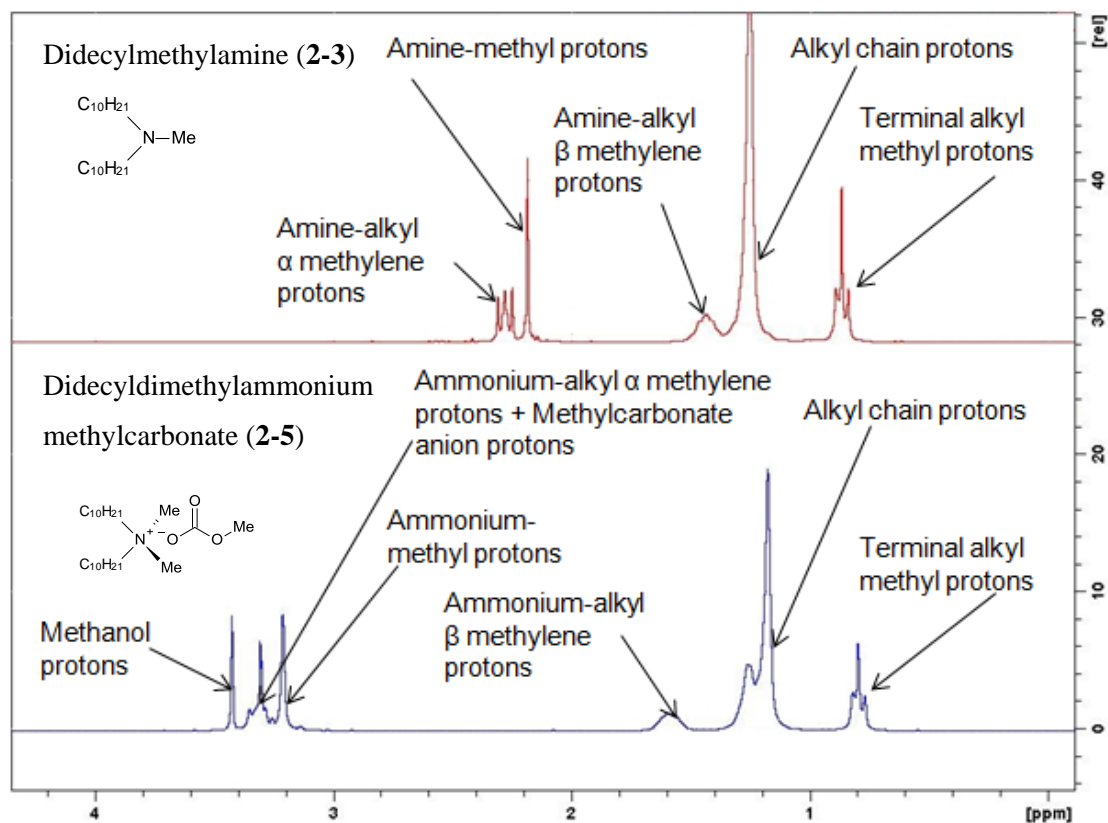 Didecylmethylamine (2-3)
C₁₀H₂₁
N—Me
C₁₀H₂₁
Amine-methyl protons
Alkyl chain protons
Amine-alkyl
β methylene
protons
Terminal alkyl
methyl protons
Amine-alkyl
α methylene
protons
[rel]
40
30
Didecyldimethylammonium
methylcarbonate (2-5)
C₁₀H₂₁
Me
O
N⁺
⁻O
O
Me
C₁₀H₂₁
Me
Ammonium-alkyl α methylene
protons + Methylcarbonate
anion protons
Alkyl chain protons
Ammonium-
methyl protons
Methanol
protons
Ammonium-alkyl
β methylene
protons
Terminal alkyl
methyl protons
20
10
0
4
3
2
1
[ppm]